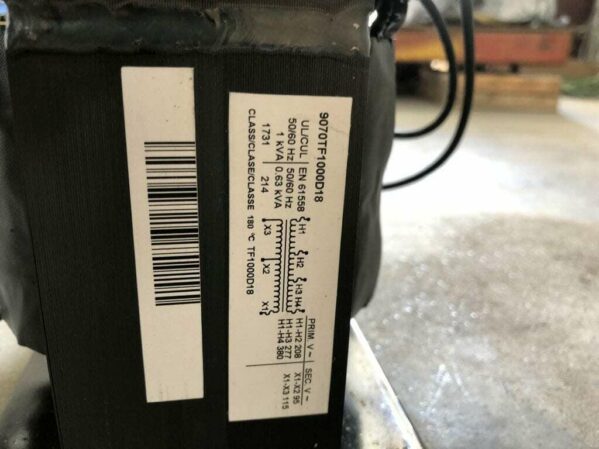 9070TF1000D18
UL/CUL EN 61558
50/60 Hz 50/60 Hz
1 kVA 0.63 kVA
1731 214
CLASS/CLASE/CLASSE 180 °C TF1000D18
H1 H2 H3 H4
X3 X2 X1
PRIM. V ~ SEC. V ~
H1-H2 208 X1-X2 95
H1-H3 277 X1-X3 115
H1-H4 380